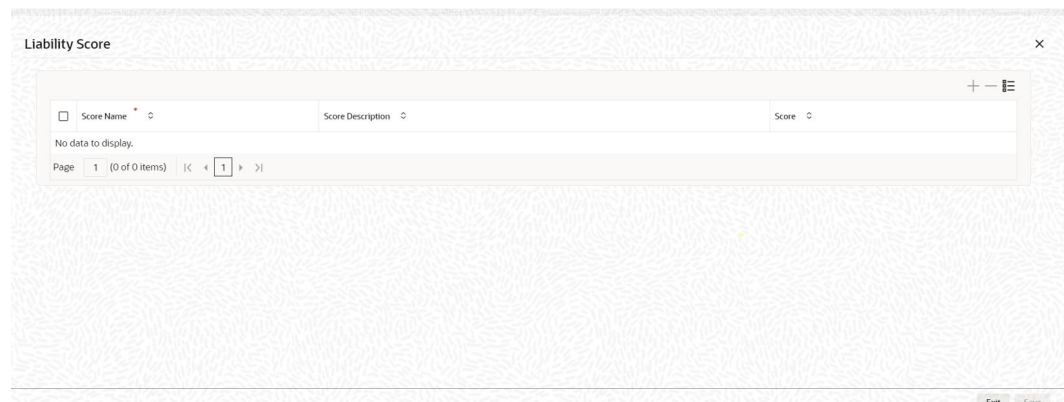 Liability Score
Score Name * Score Description Score
No data to display.
Page 1 (0 of 0 items) 1
Exit Save